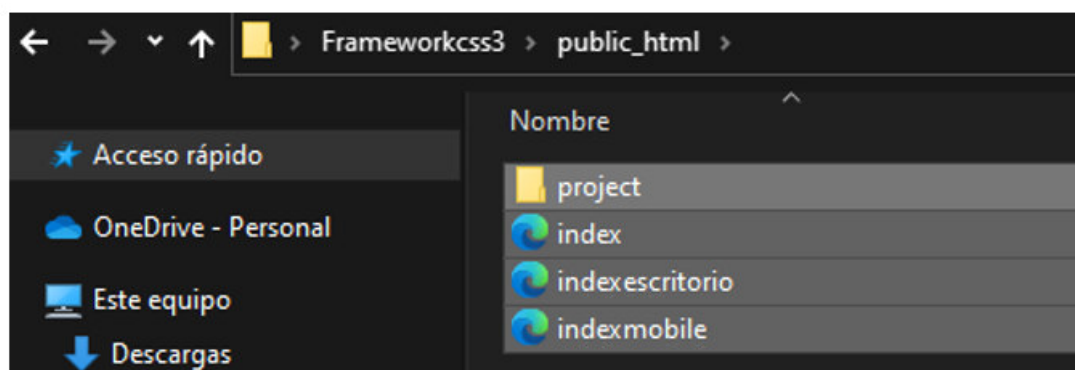 Frameworkcss3 > public_html >
Nombre
Acceso rápido
project
OneDrive - Personal
index
indexescritorio
Este equipo
indexmobile
Descargas